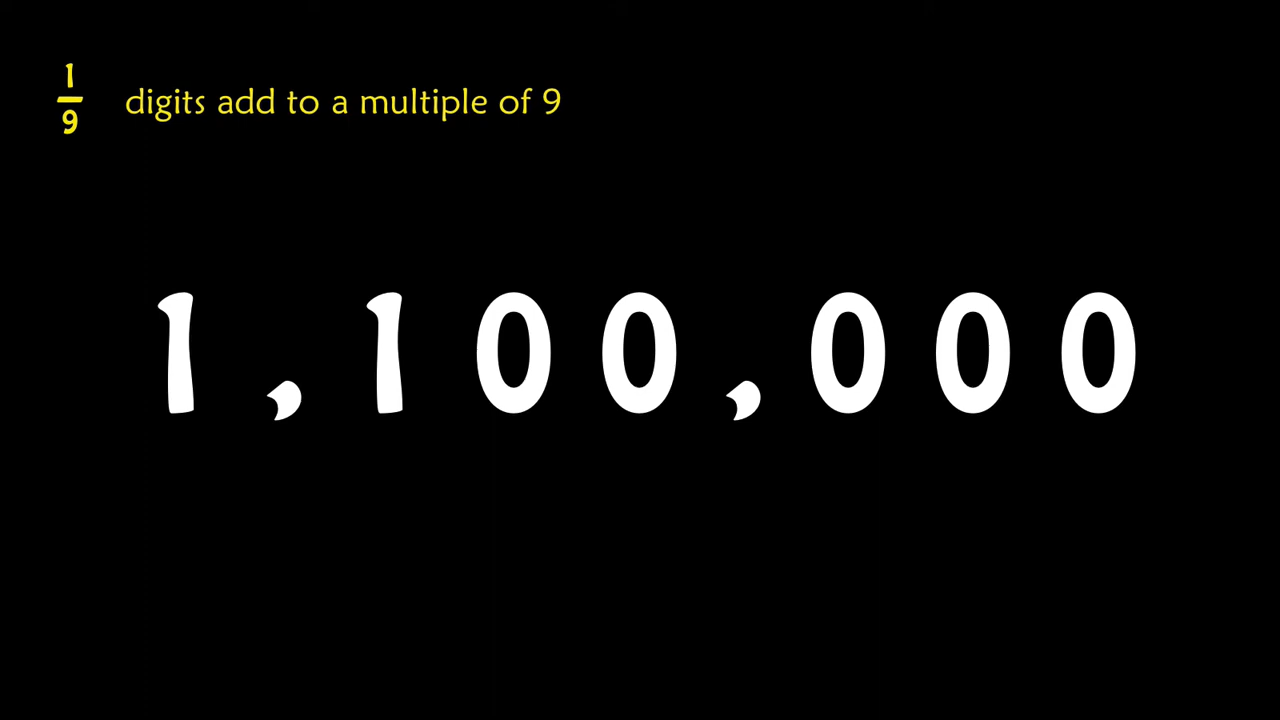 1/9 digits add to a multiple of 9
1,100,000